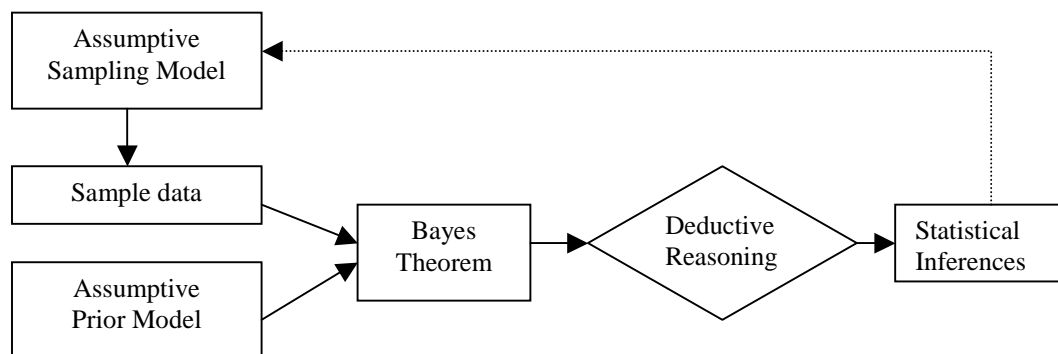 Assumptive
Sampling Model
Sample data
Assumptive
Prior Model
Bayes
Theorem
Deductive
Reasoning
Statistical
Inferences